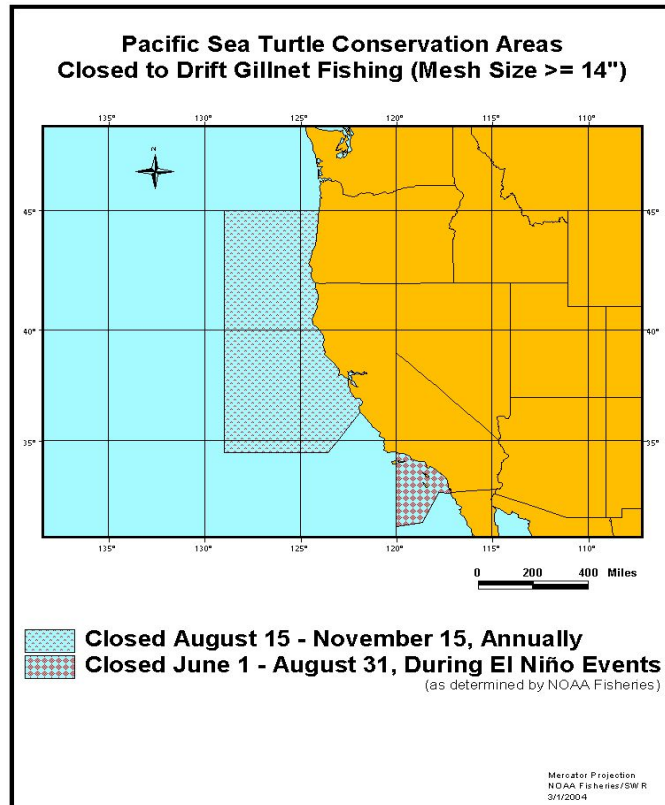 Pacific Sea Turtle Conservation Areas
Closed to Drift Gillnet Fishing (Mesh Size >= 14")
135° 130° 125° 120° 115° 110°
45° 45°
40° 40°
35° 35°
135° 130° 125° 120° 115° 110°
0 200 400 Miles
Closed August 15 - November 15, Annually
Closed June 1 - August 31, During El Niño Events
(as determined by NOAA Fisheries)
Mercator Projection
NOAA Fisheries/SWR
3/1/2004